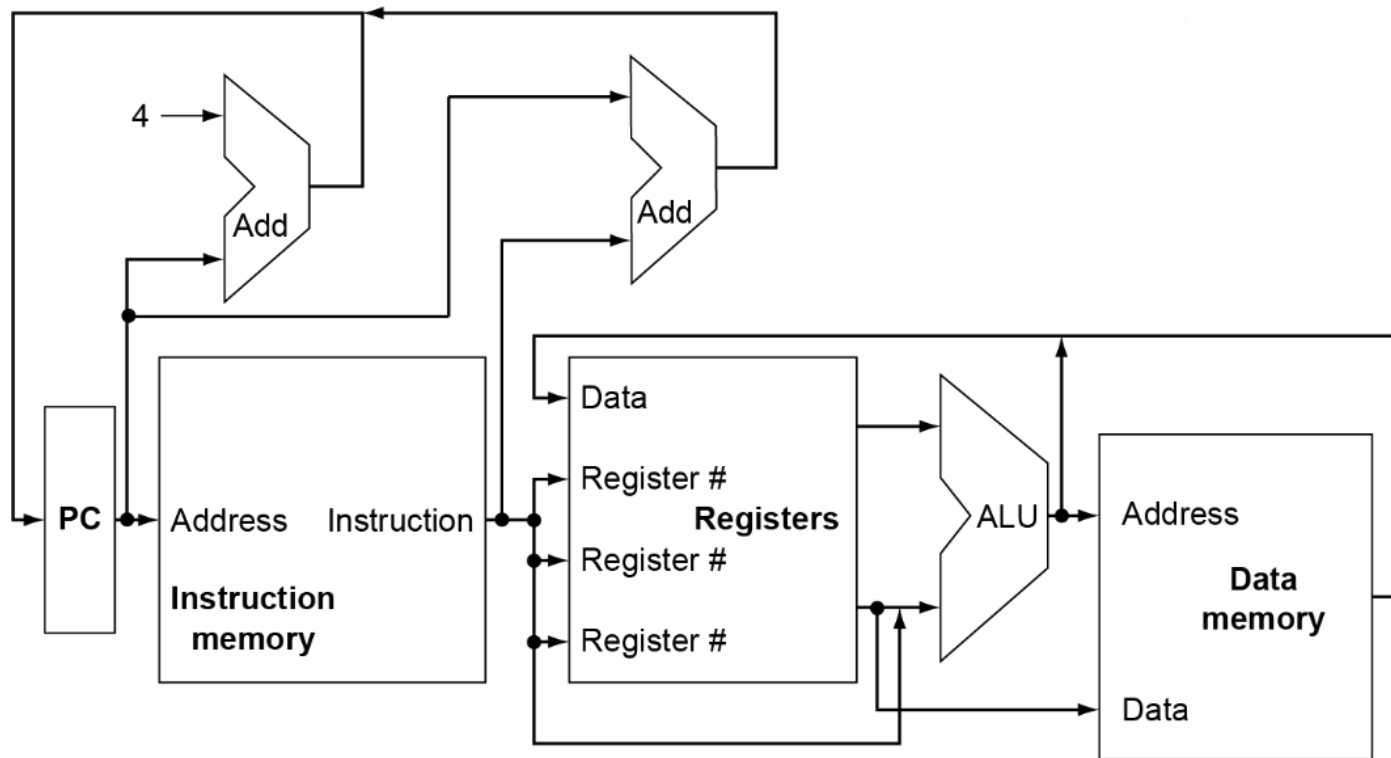 4
Add
Add
PC
Address
Instruction
Instruction
memory
Data
Register #
Registers
Register #
Register #
ALU
Address
Data
memory
Data